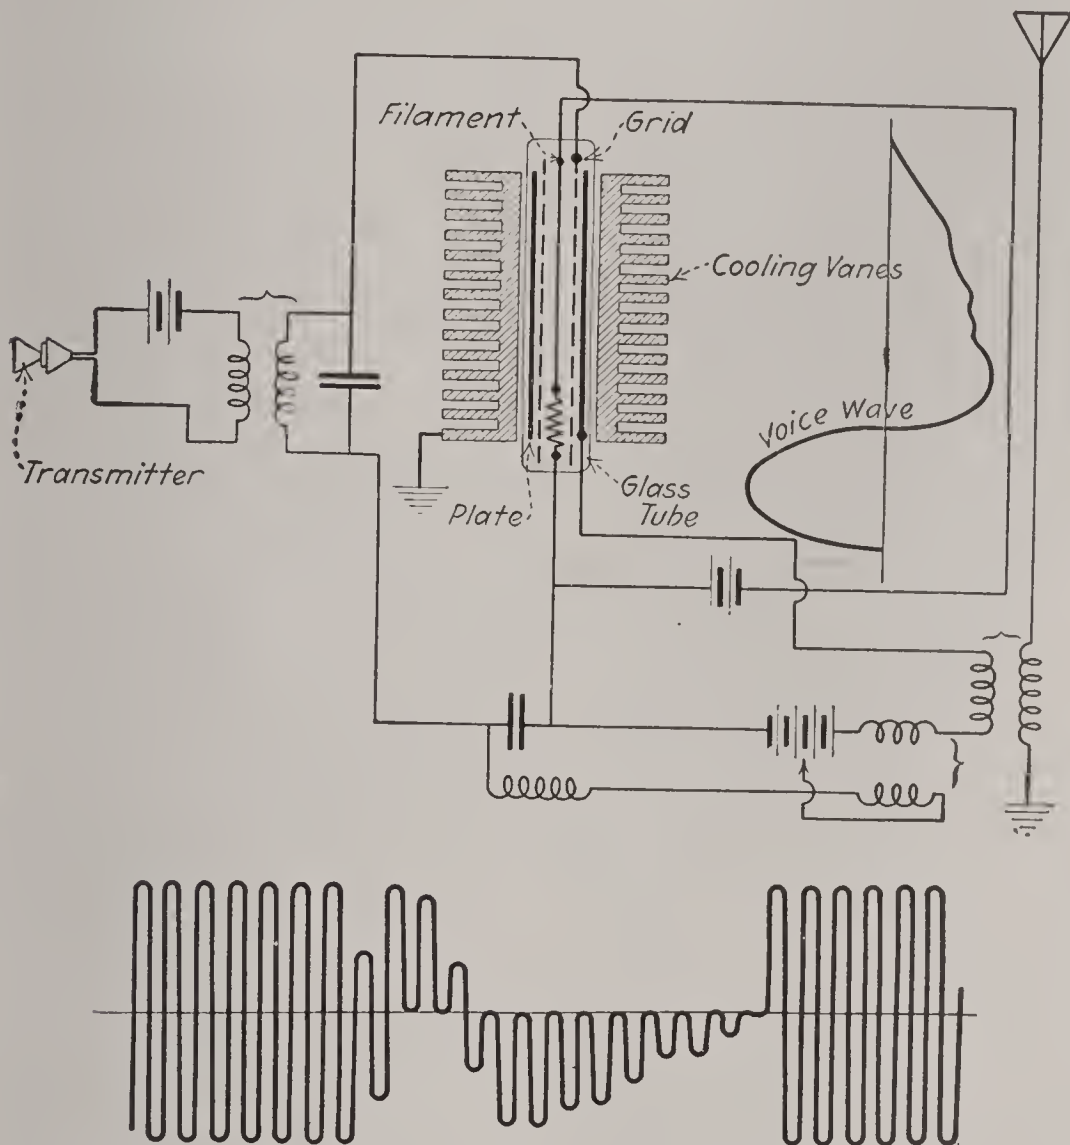 Filament
Grid
Cooling Vanes
Voice Wave
Transmitter
Plate
Glass
Tube